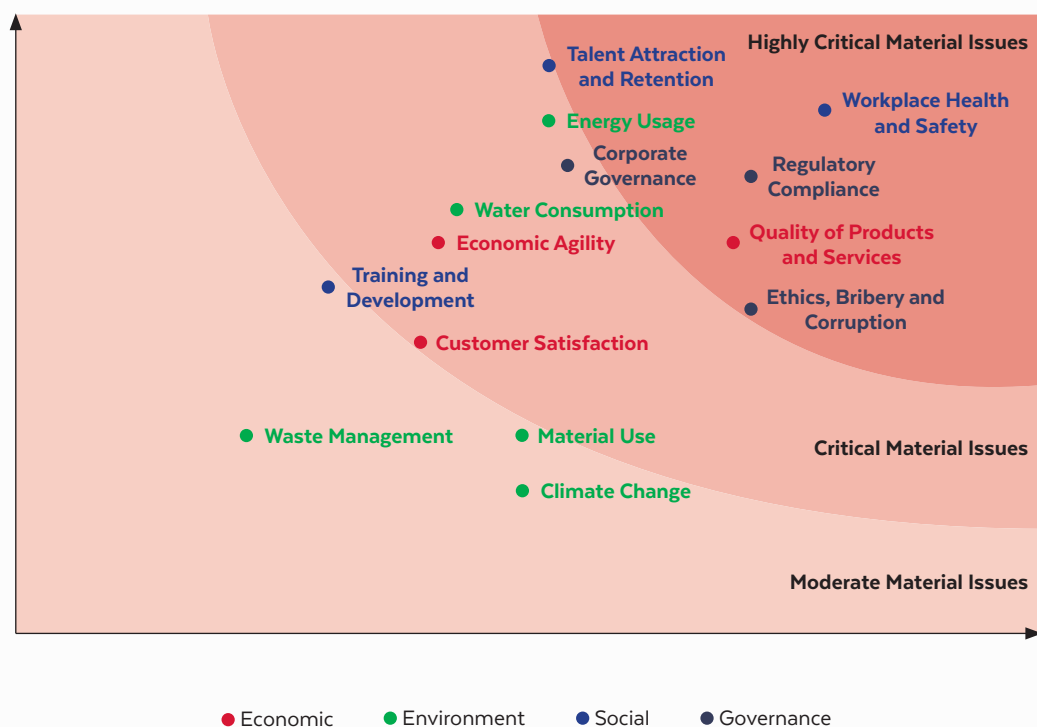 Highly Critical Material Issues
Talent Attraction
and Retention
Workplace Health
and Safety
Energy Usage
Corporate
Governance
Regulatory
Compliance
Water Consumption
Economic Agility
Quality of Products
and Services
Training and
Development
Ethics, Bribery and
Corruption
Customer Satisfaction
Waste Management
Material Use
Critical Material Issues
Climate Change
Moderate Material Issues
Economic
Environment
Social
Governance